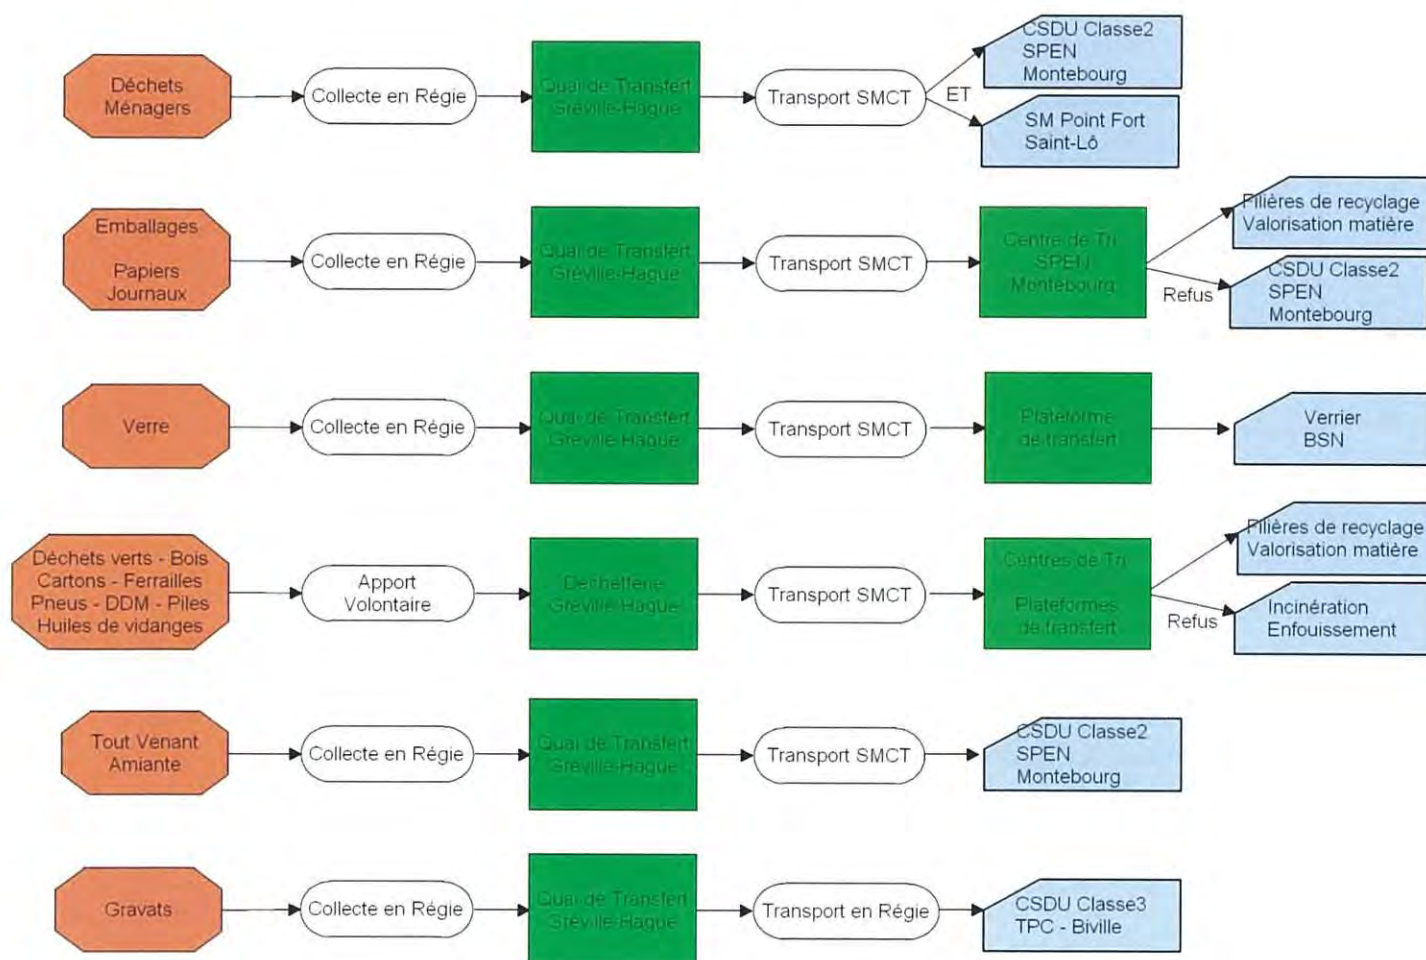 Déchets
Ménagers
Collecte en Régie
Quai de Transfert
Gréville-Hague
Transport SMCT
ET
CSDU Classe2
SPEN
Montebourg
SM Point Fort
Saint-Lô
Emballages
Papiers
Journaux
Collecte en Régie
Quai de Transfert
Gréville-Hague
Transport SMCT
Centre de Tri
SPEN
Montebourg
Filières de recyclage
Valorisation matière
Refus
CSDU Classe2
SPEN
Montebourg
Verre
Collecte en Régie
Quai de Transfert
Gréville-Hague
Transport SMCT
Plateforme
de transfert
Verrier
BSN
Déchets verts - Bois
Cartons - Ferrailles
Pneus - DDM - Piles
Huiles de vidanges
Apport
Volontaire
Déchetterie
Gréville-Hague
Transport SMCT
Centres de Tri
Plateformes
de transfert
Filières de recyclage
Valorisation matière
Refus
Incinération
Enfouissement
Tout Venant
Amiante
Collecte en Régie
Quai de Transfert
Gréville-Hague
Transport SMCT
CSDU Classe2
SPEN
Montebourg
Gravats
Collecte en Régie
Quai de Transfert
Gréville-Hague
Transport en Régie
CSDU Classe3
TPC - Biville